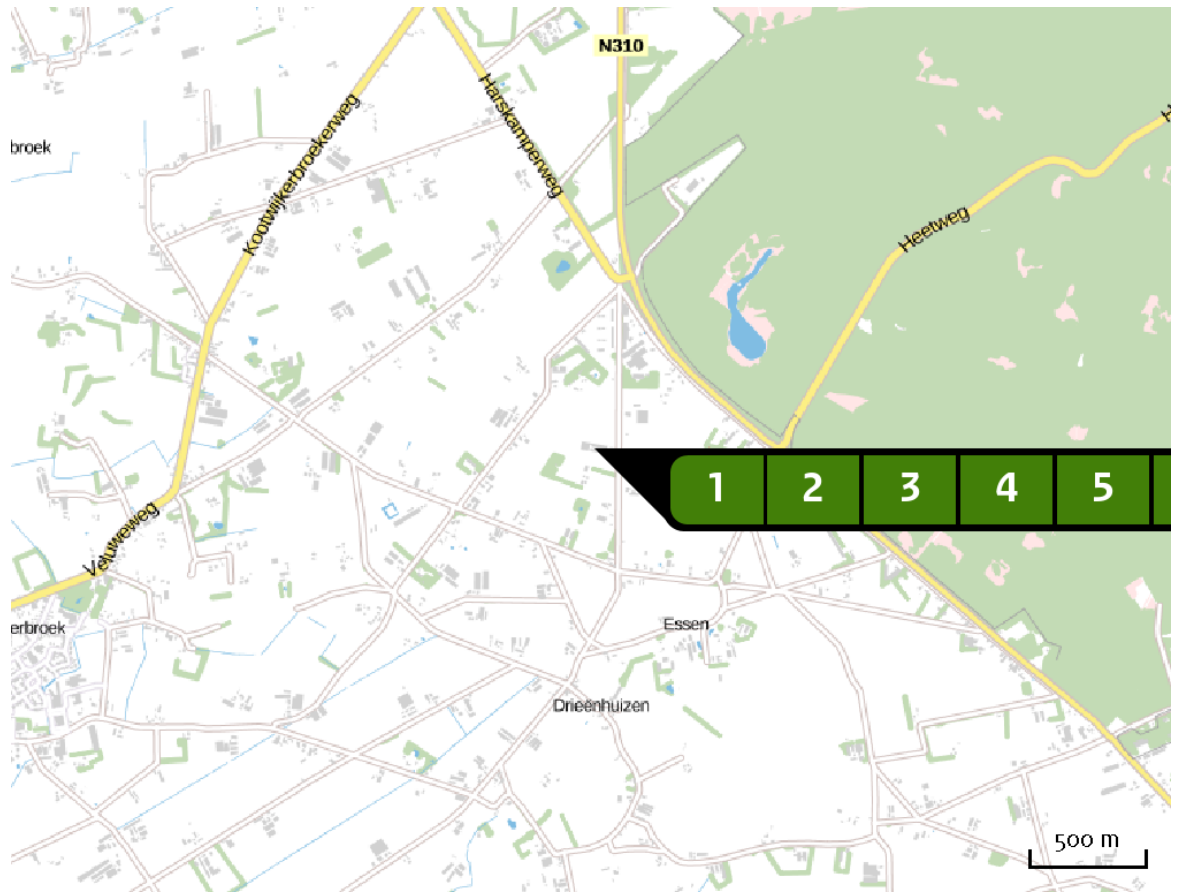 N310
Harskamperweg
Kootwijkerbroekerweg
broek
H
Heetweg
1 2 3 4 5
Veluweweg
erbroek
Essen
Drieënhuizen
500 m